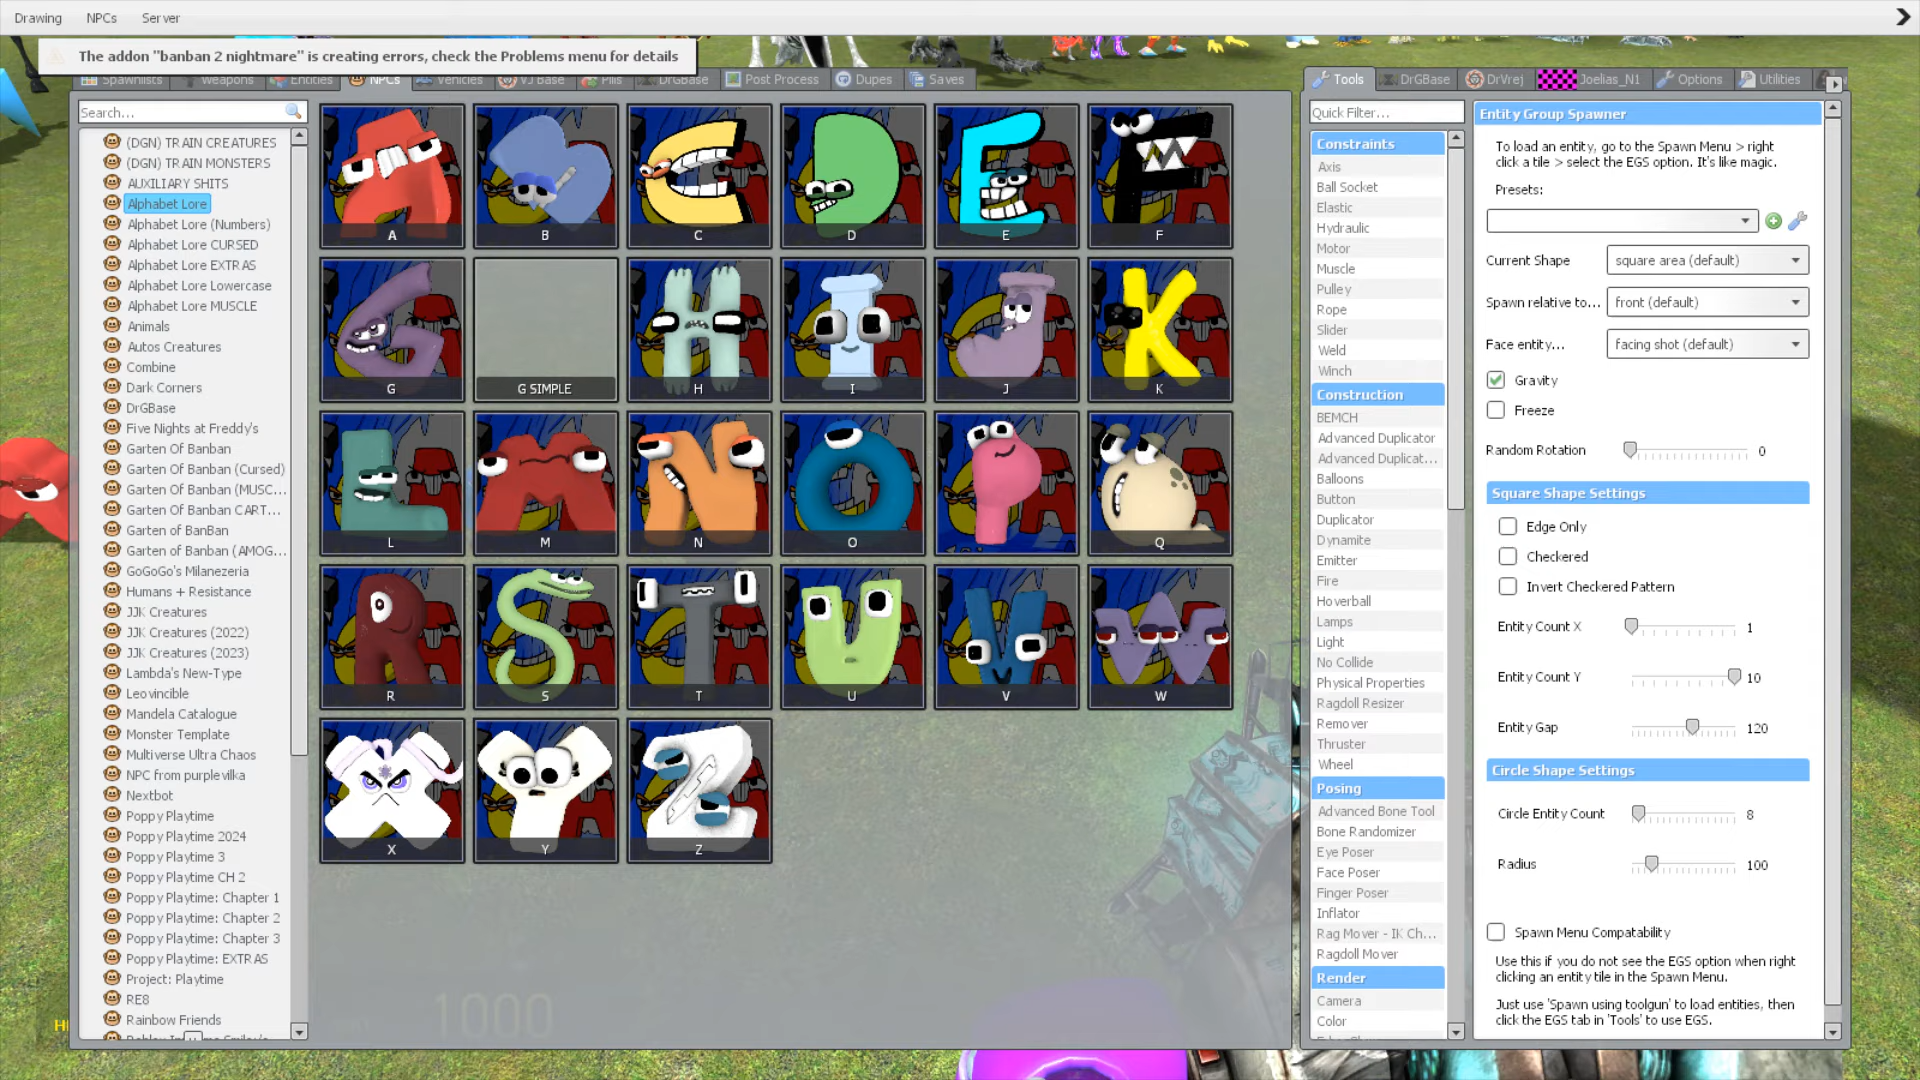 Drawing NPCs Server
The addon "banban 2 nightmare" is creating errors, check the Problems menu for details
Spawnlists Weapons Entities NPCs Vehicles VJ Base Pills DrGBase Post Process Dupes Saves
Search...
(DGN) TRAIN CREATURES
(DGN) TRAIN MONSTERS
AUXILIARY SHITS
Alphabet Lore
Alphabet Lore (Numbers)
Alphabet Lore CURSED
Alphabet Lore EXTRAS
Alphabet Lore Lowercase
Alphabet Lore MUSCLE
Animals
Autos Creatures
Combine
Dark Corners
DrGBase
Five Nights at Freddy's
Garten Of Banban
Garten Of Banban (Cursed)
Garten Of Banban (MUSC...
Garten Of Banban CART...
Garten of BanBan
Garten of Banban (AMOG...
GoGoGo's Milanezeria
Humans + Resistance
JJK Creatures
JJK Creatures (2022)
JJK Creatures (2023)
Lambda's New-Type
Leovincible
Mandela Catalogue
Monster Template
Multiverse Ultra Chaos
NPC from purplevilka
Nextbot
Poppy Playtime
Poppy Playtime 2024
Poppy Playtime 3
Poppy Playtime CH 2
Poppy Playtime: Chapter 1
Poppy Playtime: Chapter 2
Poppy Playtime: Chapter 3
Poppy Playtime: EXTRAS
Project: Playtime
RE8
Rainbow Friends
A B C D E F
G G SIMPLE H I J K
L M N O Q
R S T U V W
X Y Z
1000
Tools DrGBase DrVrej Joelias_N1 Options Utilities
Quick Filter...
Constraints
Axis
Ball Socket
Elastic
Hydraulic
Motor
Muscle
Pulley
Rope
Slider
Weld
Winch
Construction
BEMCH
Advanced Duplicator
Advanced Duplicat...
Balloons
Button
Duplicator
Dynamite
Emitter
Fire
Hoverball
Lamps
Light
No Collide
Physical Properties
Ragdoll Resizer
Remover
Thruster
Wheel
Posing
Advanced Bone Tool
Bone Randomizer
Eye Poser
Face Poser
Finger Poser
Inflator
Rag Mover - IK Ch...
Ragdoll Mover
Render
Camera
Color
Entity Group Spawner
To load an entity, go to the Spawn Menu > right
click a tile > select the EGS option. It's like magic.
Presets:
Current Shape square area (default)
Spawn relative to... front (default)
Face entity... facing shot (default)
Gravity
Freeze
Random Rotation 0
Square Shape Settings
Edge Only
Checkered
Invert Checkered Pattern
Entity Count X 1
Entity Count Y 10
Entity Gap 120
Circle Shape Settings
Circle Entity Count 8
Radius 100
Spawn Menu Compatability
Use this if you do not see the EGS option when right
clicking an entity tile in the Spawn Menu.
Just use 'Spawn using toolgun' to load entities, then
click the EGS tab in 'Tools' to use EGS.